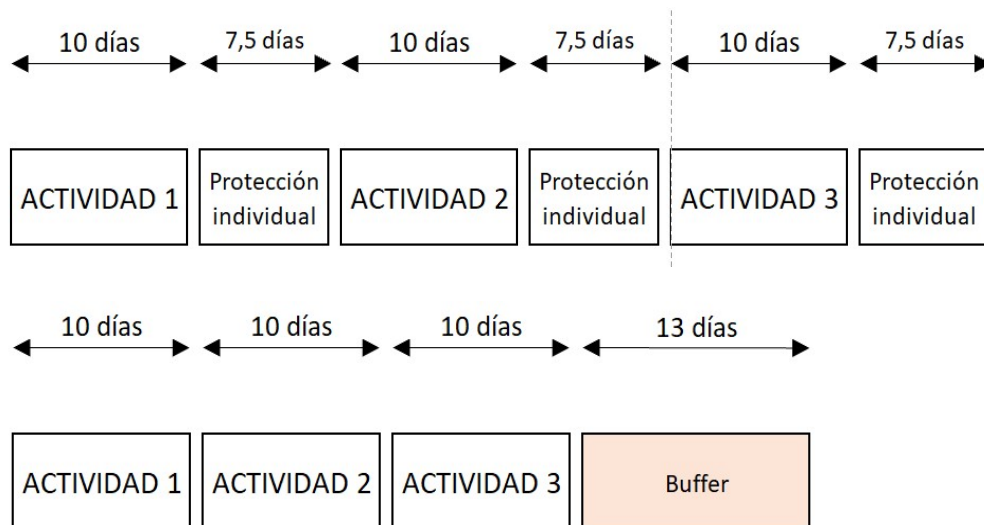 10 días 7,5 días 10 días 7,5 días 10 días 7,5 días
ACTIVIDAD 1
Protección
individual
ACTIVIDAD 2
Protección
individual
ACTIVIDAD 3
Protección
individual
10 días 10 días 10 días 13 días
ACTIVIDAD 1 ACTIVIDAD 2 ACTIVIDAD 3 Buffer